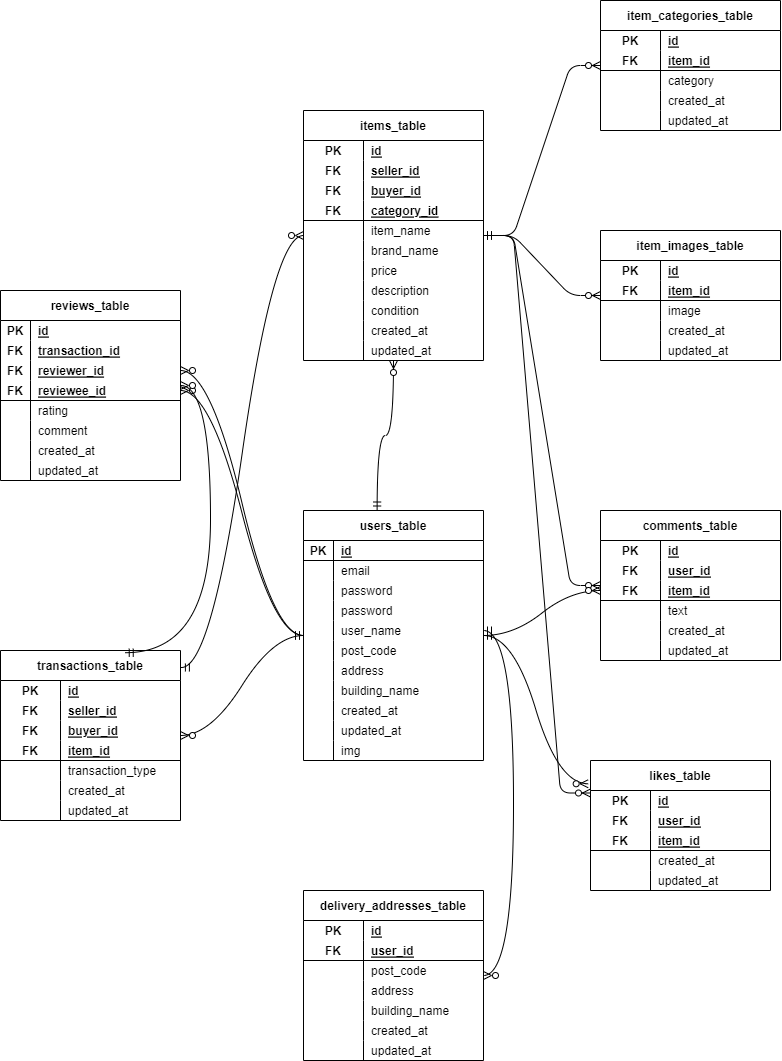 item_categories_table
PK id
FK item_id
category
created_at
updated_at
items_table
PK id
FK seller_id
FK buyer_id
FK category_id
item_name
brand_name
price
description
condition
created_at
updated_at
item_images_table
PK id
FK item_id
image
created_at
updated_at
reviews_table
PK id
FK transaction_id
FK reviewer_id
FK reviewee_id
rating
comment
created_at
updated_at
users_table
PK id
email
password
password
user_name
post_code
address
building_name
created_at
updated_at
img
comments_table
PK id
FK user_id
FK item_id
text
created_at
updated_at
transactions_table
PK id
FK seller_id
FK buyer_id
FK item_id
transaction_type
created_at
updated_at
likes_table
PK id
FK user_id
FK item_id
created_at
updated_at
delivery_addresses_table
PK id
FK user_id
post_code
address
building_name
created_at
updated_at